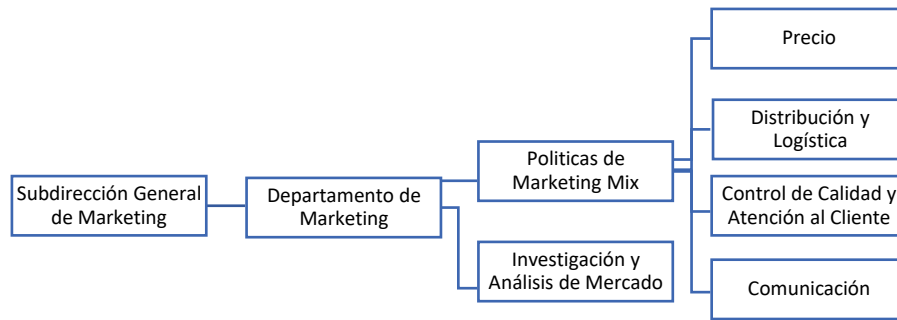 Subdirección General
de Marketing
Departamento de
Marketing
Politicas de
Marketing Mix
Investigación y
Análisis de Mercado
Precio
Distribución y
Logística
Control de Calidad y
Atención al Cliente
Comunicación